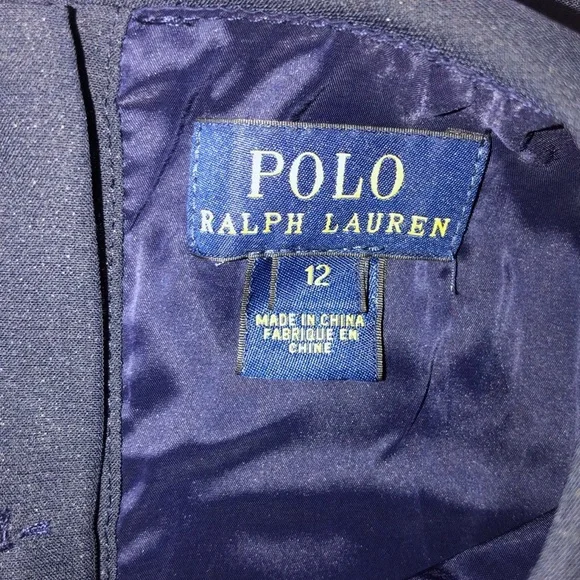 POLO
RALPH LAUREN
12
MADE IN CHINA
FABRIQUE EN
CHINE